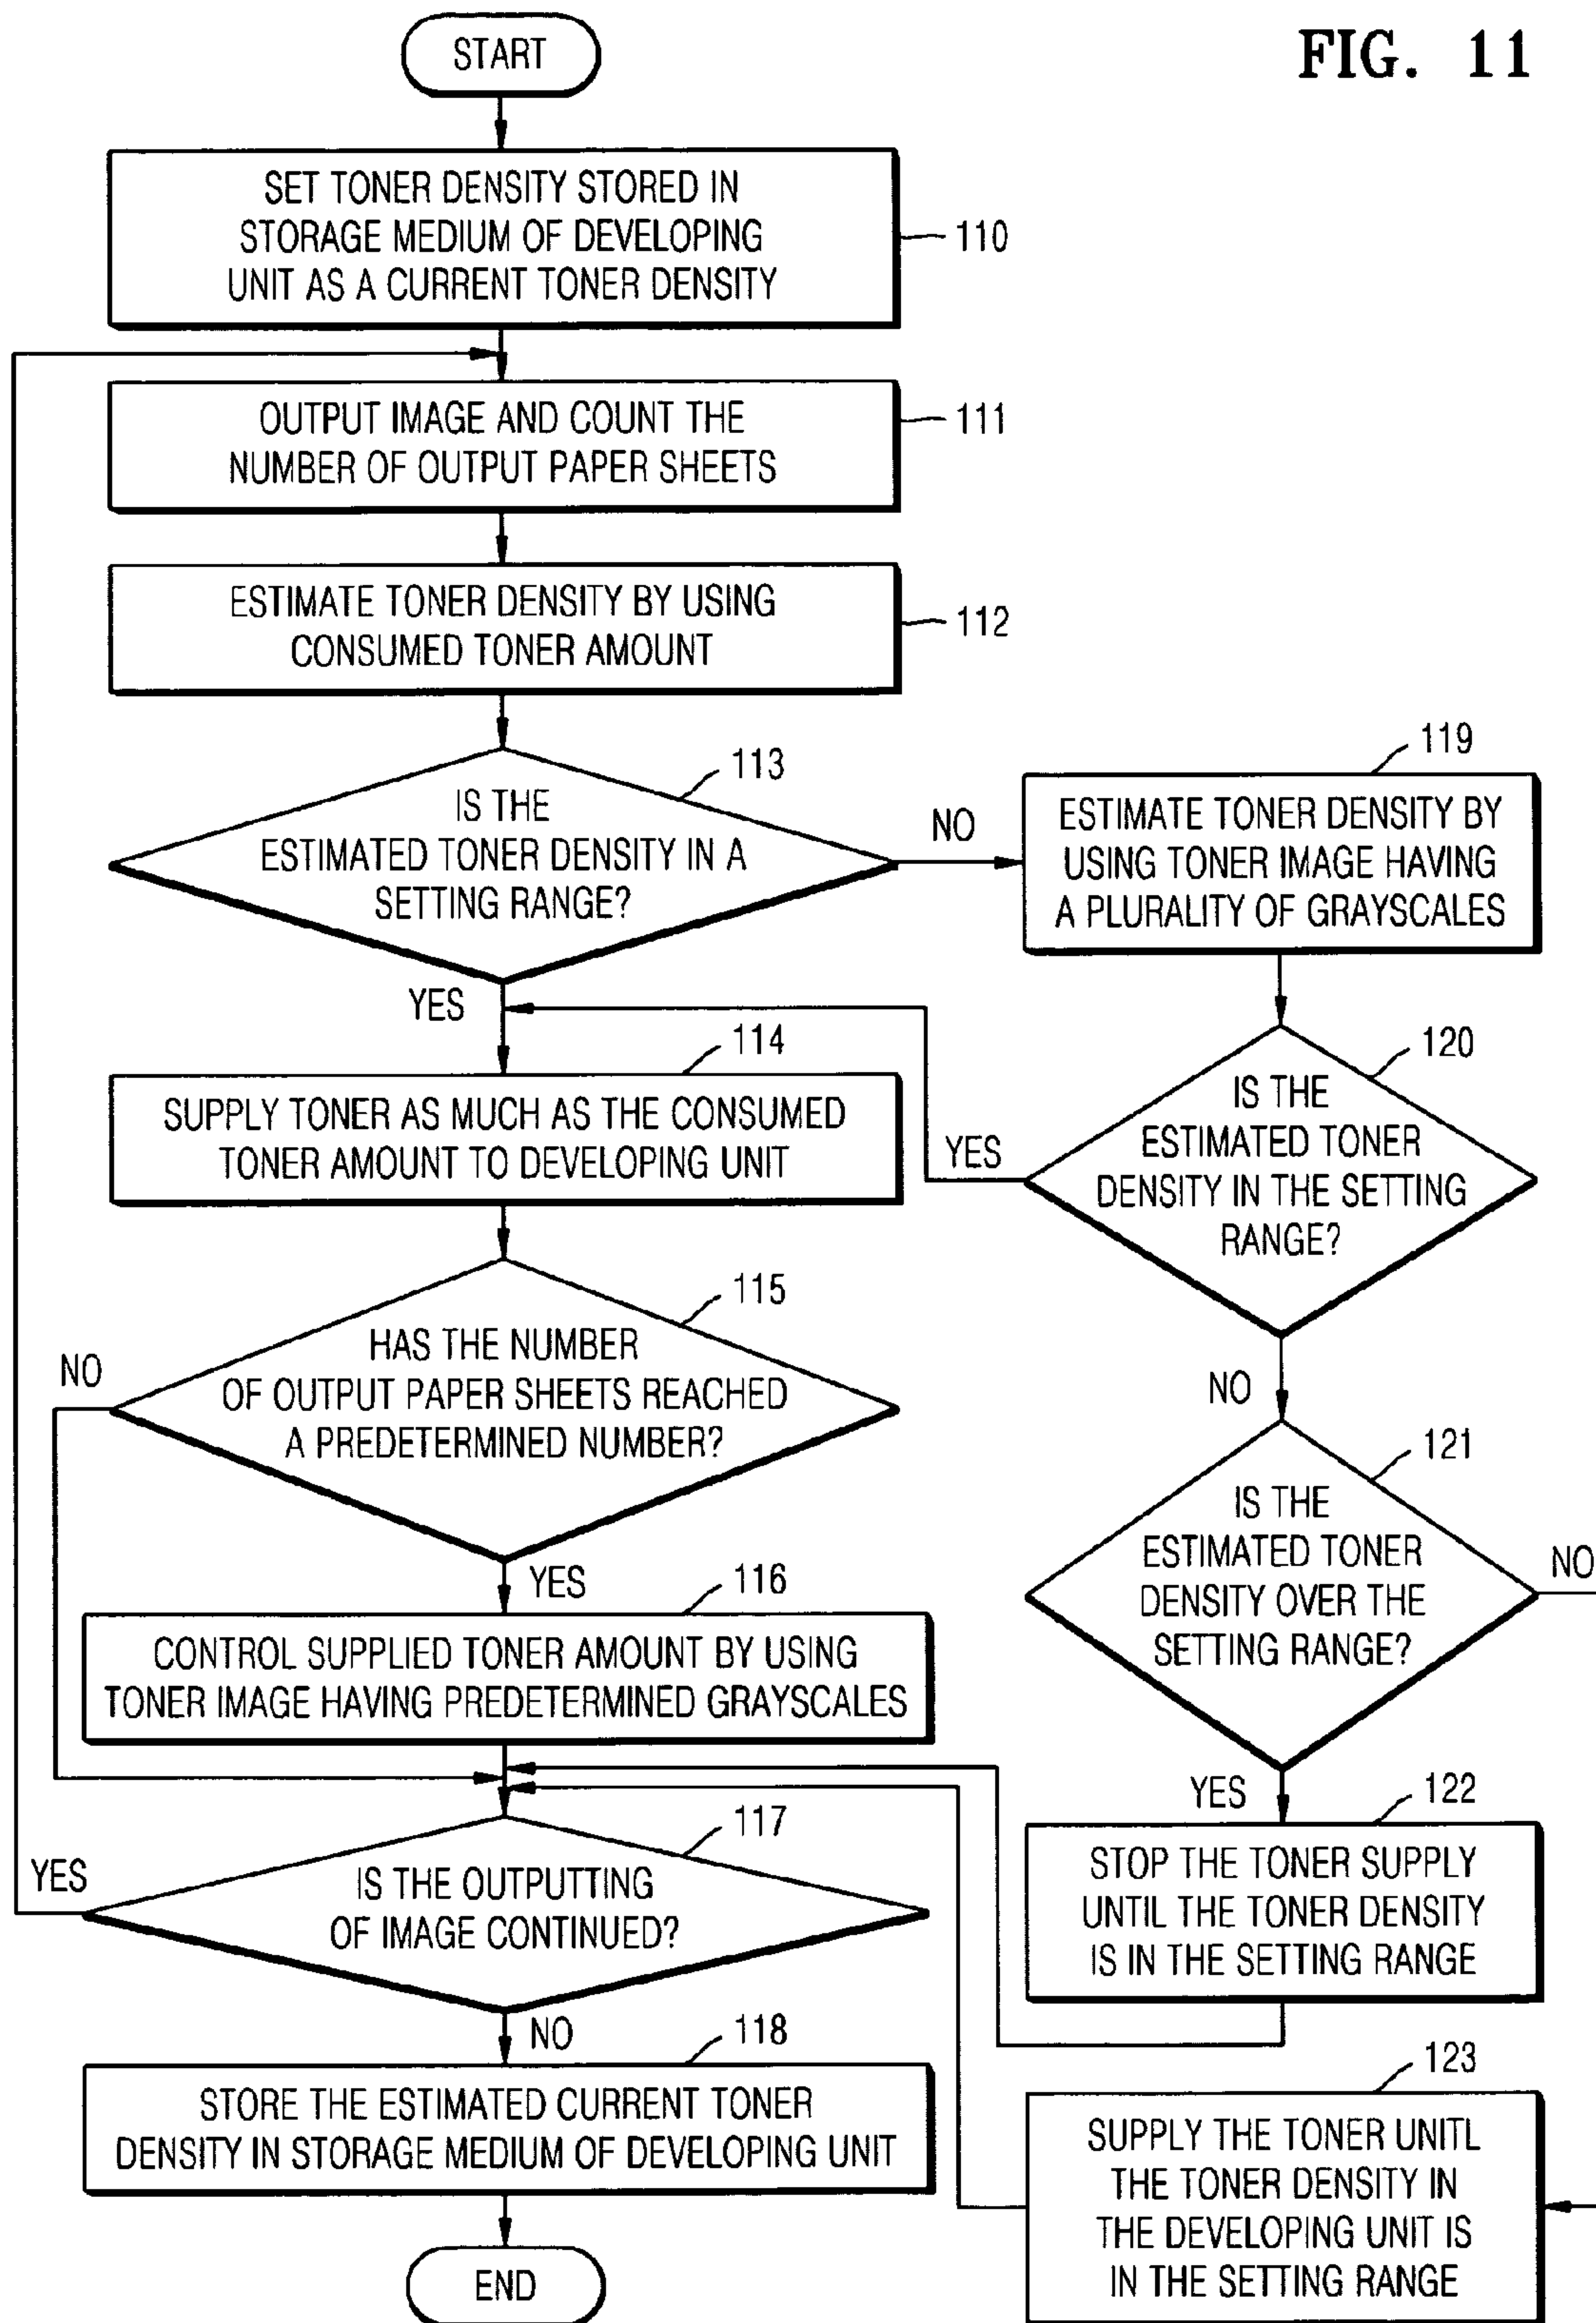 FIG. 11
START
SET TONER DENSITY STORED IN
STORAGE MEDIUM OF DEVELOPING
UNIT AS A CURRENT TONER DENSITY
110
OUTPUT IMAGE AND COUNT THE
NUMBER OF OUTPUT PAPER SHEETS
111
ESTIMATE TONER DENSITY BY USING
CONSUMED TONER AMOUNT
112
113
IS THE
ESTIMATED TONER DENSITY IN A
SETTING RANGE?
NO
YES
119
ESTIMATE TONER DENSITY BY
USING TONER IMAGE HAVING
A PLURALITY OF GRAYSCALES
114
SUPPLY TONER AS MUCH AS THE CONSUMED
TONER AMOUNT TO DEVELOPING UNIT
120
IS THE
ESTIMATED TONER
DENSITY IN THE SETTING
RANGE?
YES
NO
115
HAS THE NUMBER
OF OUTPUT PAPER SHEETS REACHED
A PREDETERMINED NUMBER?
NO
YES
121
IS THE
ESTIMATED TONER
DENSITY OVER THE
SETTING RANGE?
NO
YES
116
CONTROL SUPPLIED TONER AMOUNT BY USING
TONER IMAGE HAVING PREDETERMINED GRAYSCALES
117
IS THE OUTPUTTING
OF IMAGE CONTINUED?
YES
NO
122
STOP THE TONER SUPPLY
UNTIL THE TONER DENSITY
IS IN THE SETTING RANGE
118
STORE THE ESTIMATED CURRENT TONER
DENSITY IN STORAGE MEDIUM OF DEVELOPING UNIT
123
SUPPLY THE TONER UNITL
THE TONER DENSITY IN
THE DEVELOPING UNIT IS
IN THE SETTING RANGE
END